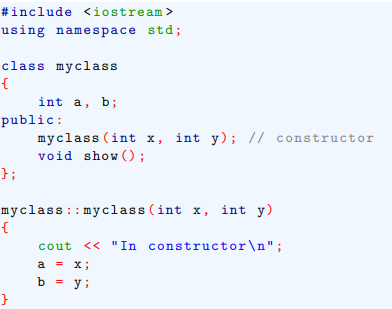 #include <iostream>
using namespace std;
class myclass
{
    int a, b;
public:
    myclass(int x, int y); // constructor
    void show();
};
myclass::myclass(int x, int y)
{
    cout << "In constructor\n";
    a = x;
    b = y;
}